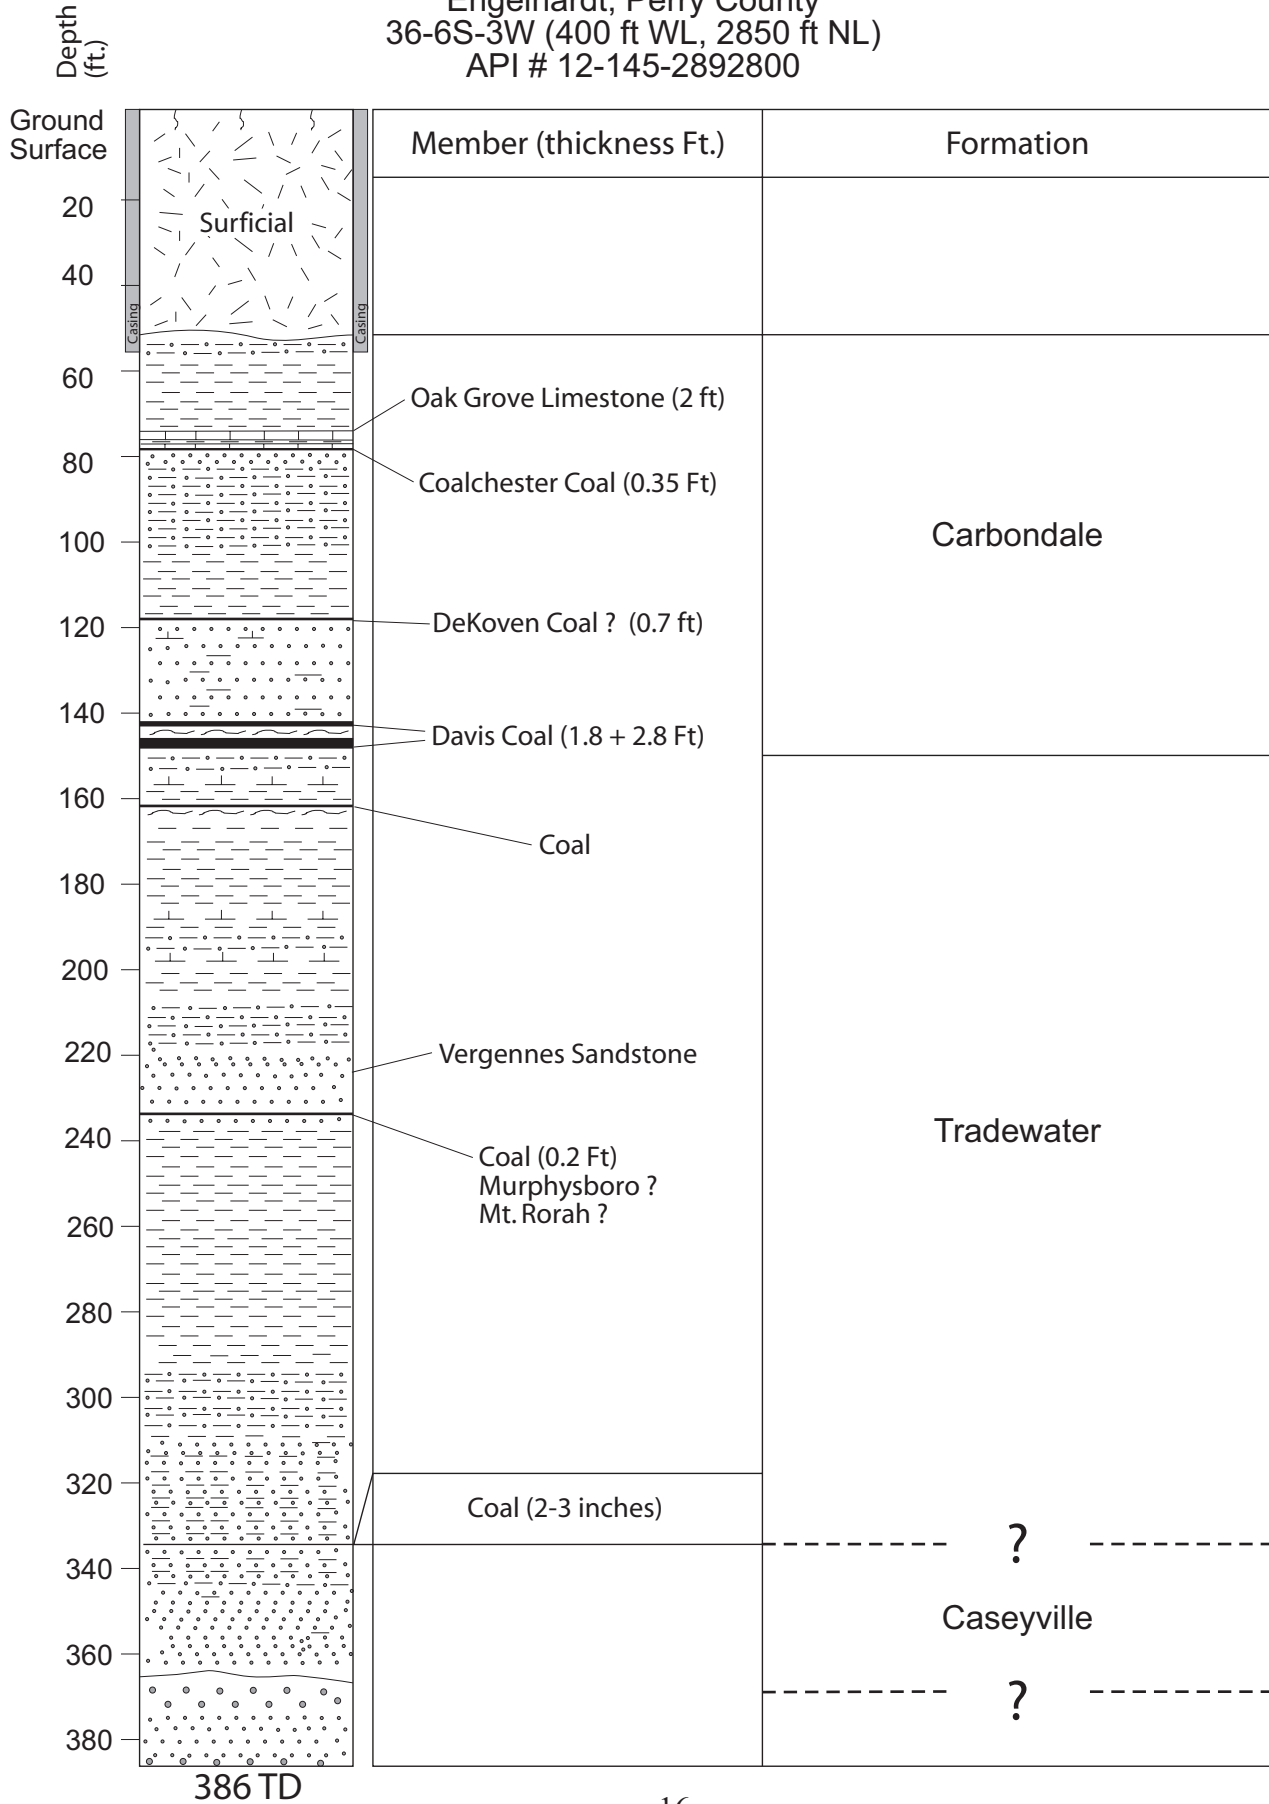 Engelhardt, Perry County
36-6S-3W (400 ft WL, 2850 ft NL)
API # 12-145-2892800
Depth
(ft.)
Ground
Surface
Member (thickness Ft.)
Formation
20
Surficial
40
Casing
Casing
60
Oak Grove Limestone (2 ft)
80
Coalchester Coal (0.35 Ft)
100
Carbondale
120
DeKoven Coal ? (0.7 ft)
140
Davis Coal (1.8 + 2.8 Ft)
160
Coal
180
200
220
Vergennes Sandstone
240
Tradewater
Coal (0.2 Ft)
Murphysboro ?
Mt. Rorah ?
260
280
300
320
Coal (2-3 inches)
?
340
Caseyville
360
?
380
386 TD
16